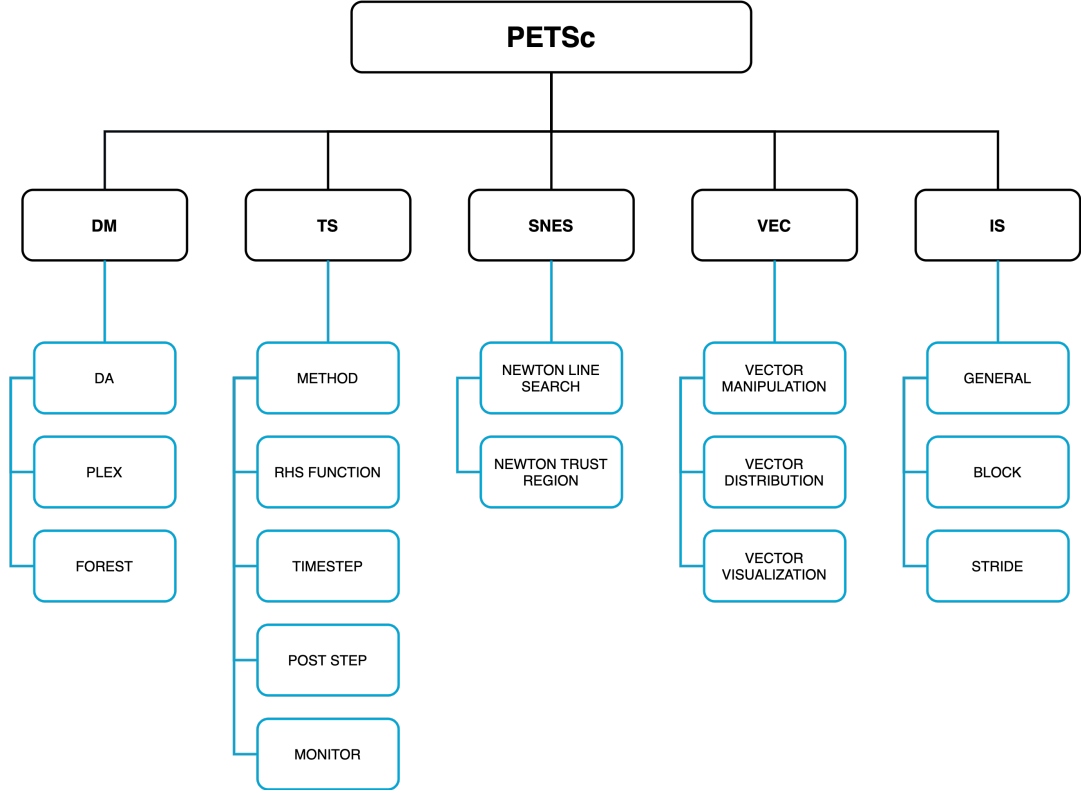 PETSc
DM
TS
SNES
VEC
IS
DA
PLEX
FOREST
METHOD
RHS FUNCTION
TIMESTEP
POST STEP
MONITOR
NEWTON LINE
SEARCH
NEWTON TRUST
REGION
VECTOR
MANIPULATION
VECTOR
DISTRIBUTION
VECTOR
VISUALIZATION
GENERAL
BLOCK
STRIDE